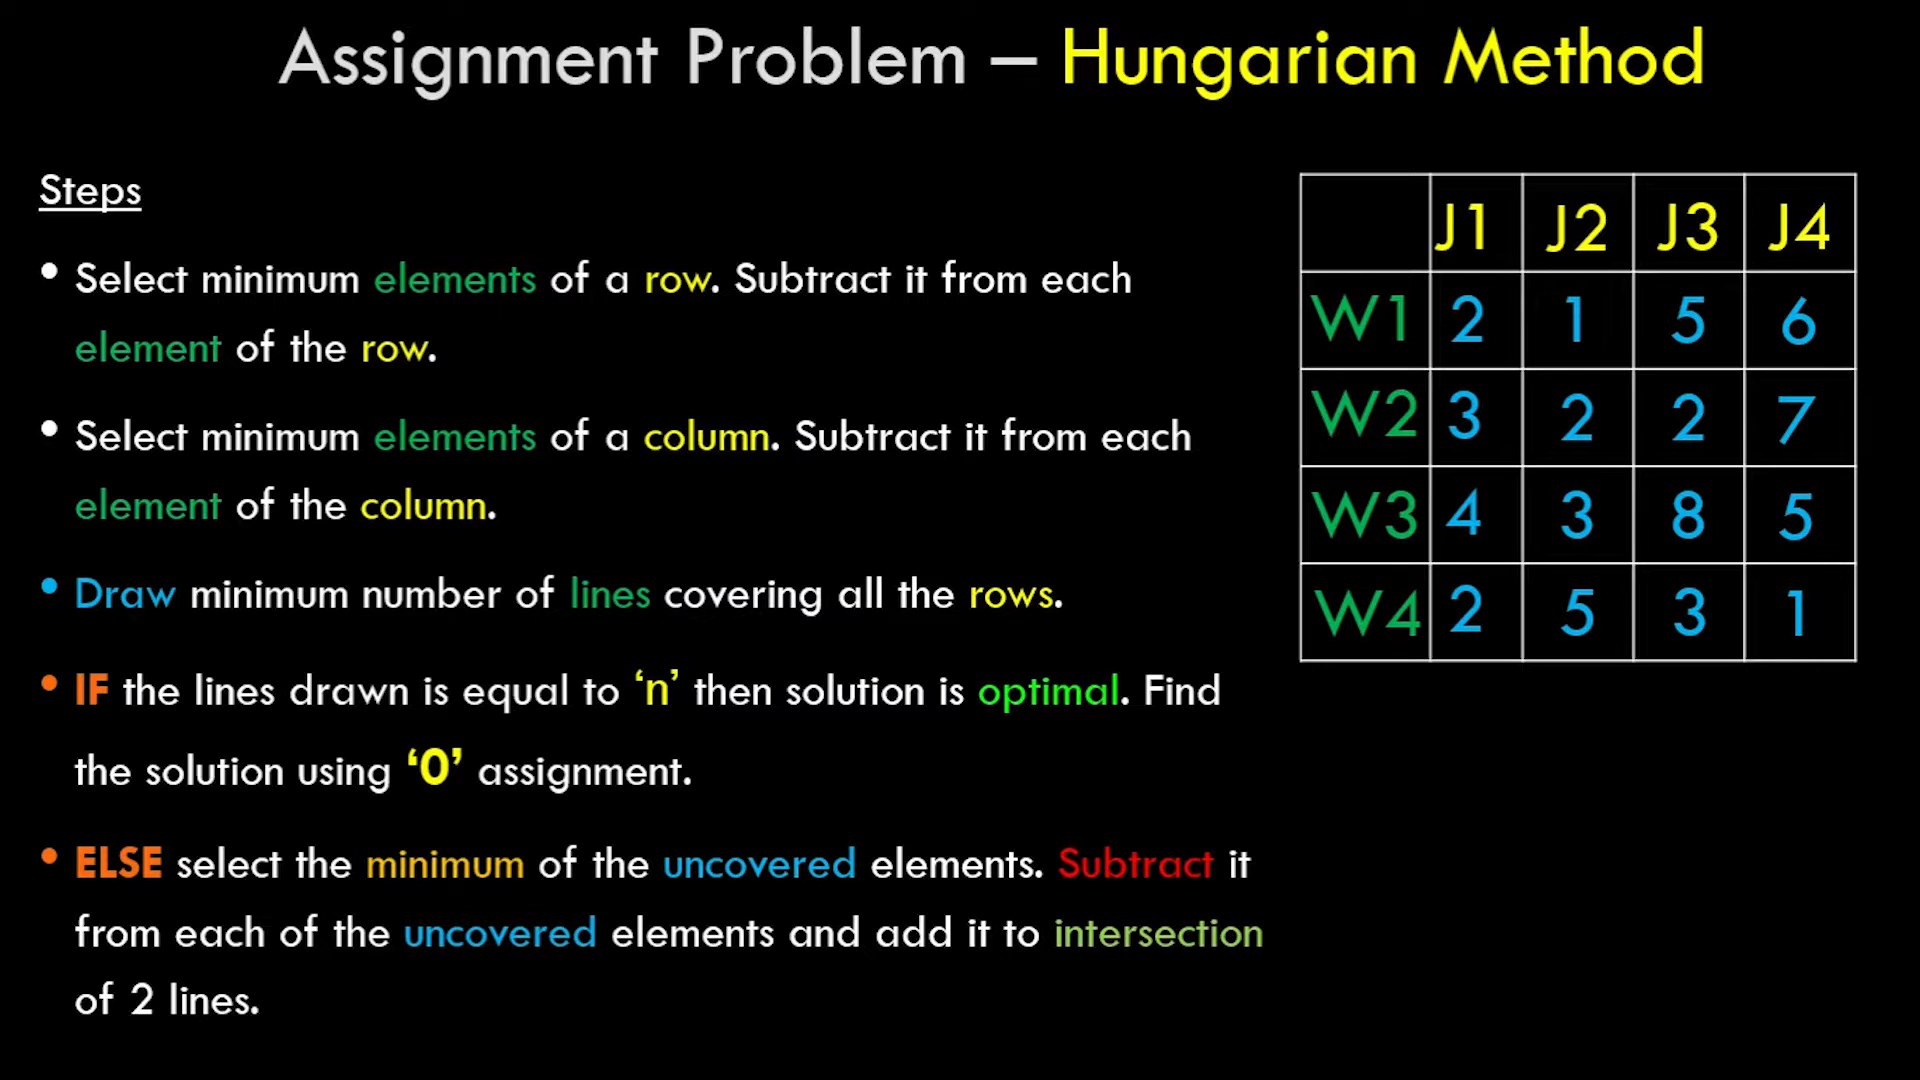 Assignment Problem – Hungarian Method
Steps
• Select minimum elements of a row. Subtract it from each
element of the row.
• Select minimum elements of a column. Subtract it from each
element of the column.
• Draw minimum number of lines covering all the rows.
• IF the lines drawn is equal to ‘n’ then solution is optimal. Find
the solution using ‘0’ assignment.
• ELSE select the minimum of the uncovered elements. Subtract it
from each of the uncovered elements and add it to intersection
of 2 lines.
J1 J2 J3 J4
W1 2 1 5 6
W2 3 2 2 7
W3 4 3 8 5
W4 2 5 3 1